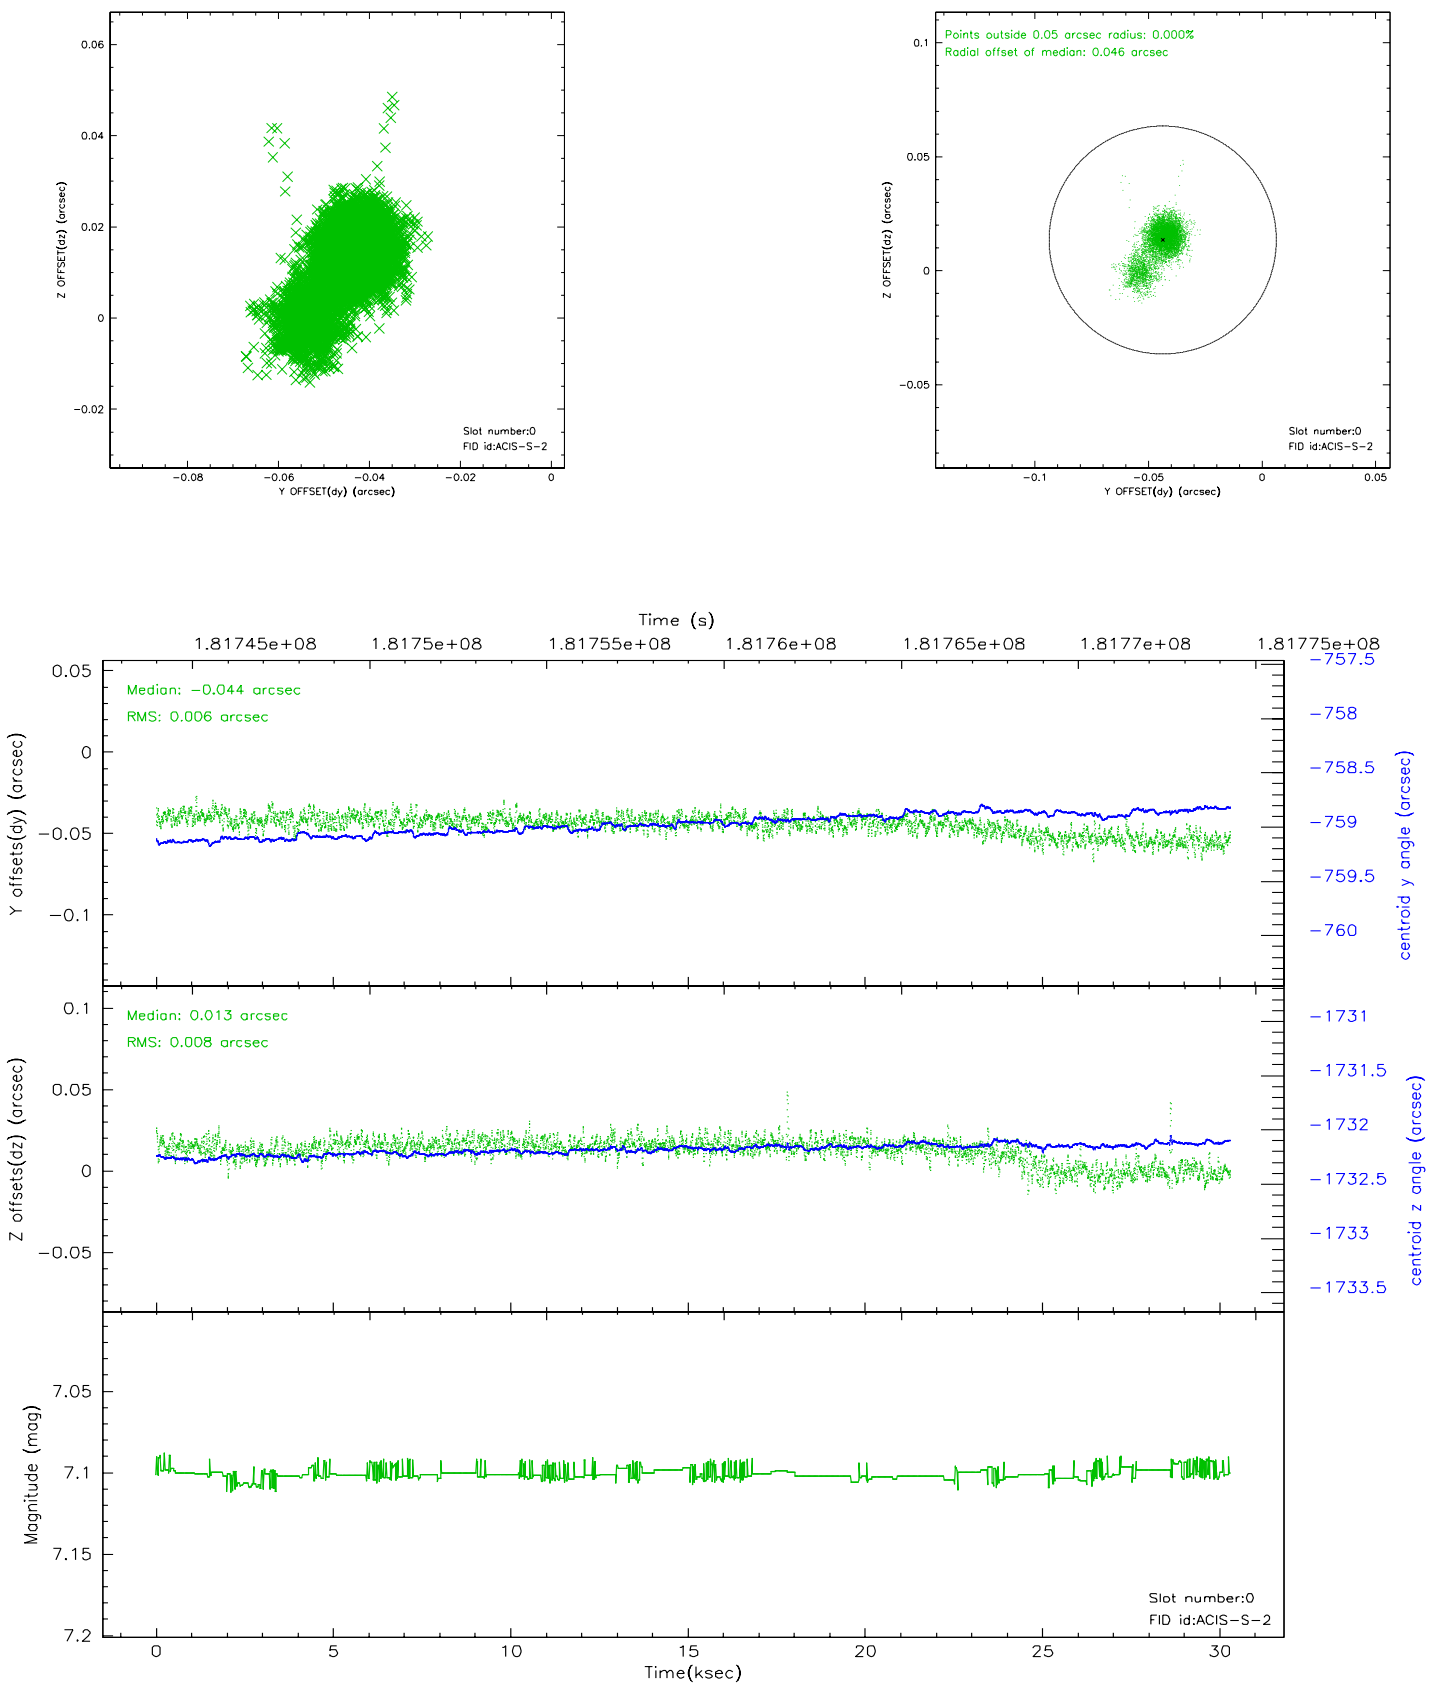 0.06
0.04
0.02
0
−0.02
Z OFFSET(dz) (arcsec)
Slot number:0
FID id:ACIS−S−2
−0.08 −0.06 −0.04 −0.02 0
Y OFFSET(dy) (arcsec)
Points outside 0.05 arcsec radius: 0.000%
Radial offset of median: 0.046 arcsec
0.1
0.05
0
−0.05
Z OFFSET(dz) (arcsec)
Slot number:0
FID id:ACIS−S−2
−0.1 −0.05 0 0.05
Y OFFSET(dy) (arcsec)
Time (s)
1.81745e+08 1.8175e+08 1.81755e+08 1.8176e+08 1.81765e+08 1.8177e+08 1.81775e+08
Median: −0.044 arcsec
RMS: 0.006 arcsec
0.05
0
−0.05
−0.1
Y offsets(dy) (arcsec)
−757.5
−758
−758.5
−759
−759.5
−760
centroid y angle (arcsec)
Median: 0.013 arcsec
RMS: 0.008 arcsec
0.1
0.05
0
−0.05
Z offsets(dz) (arcsec)
−1731
−1731.5
−1732
−1732.5
−1733
−1733.5
centroid z angle (arcsec)
7.05
7.1
7.15
7.2
Magnitude (mag)
Slot number:0
FID id:ACIS−S−2
0 5 10 15 20 25 30
Time(ksec)